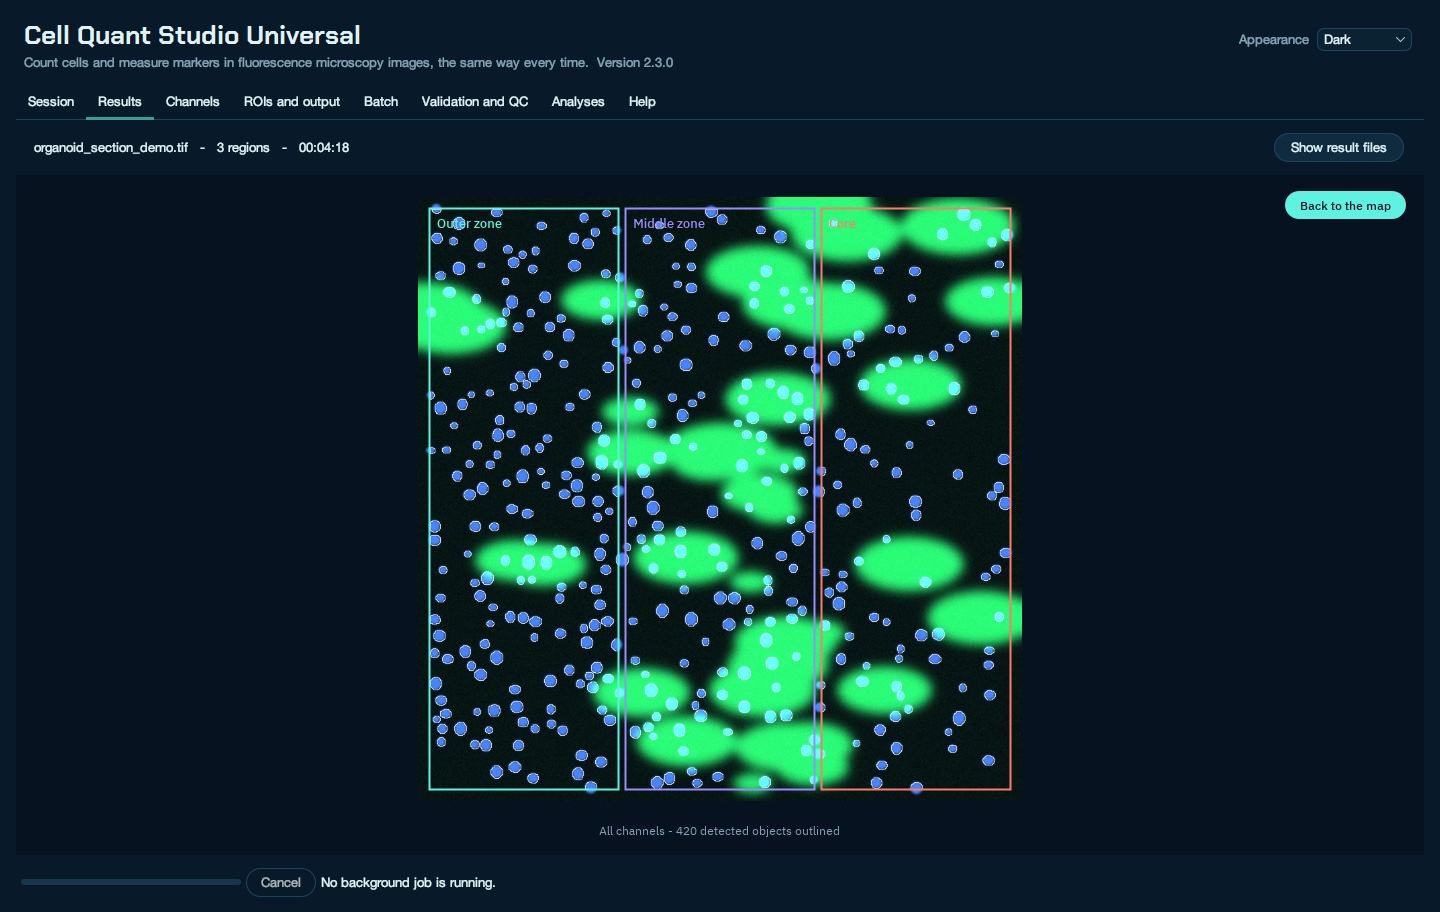 Cell Quant Studio Universal
Count cells and measure markers in fluorescence microscopy images, the same way every time.  Version 2.3.0
Appearance Dark
Session Results Channels ROIs and output Batch Validation and QC Analyses Help
organoid_section_demo.tif - 3 regions - 00:04:18
Show result files
Back to the map
Outer zone Middle zone Core
All channels - 420 detected objects outlined
Cancel No background job is running.